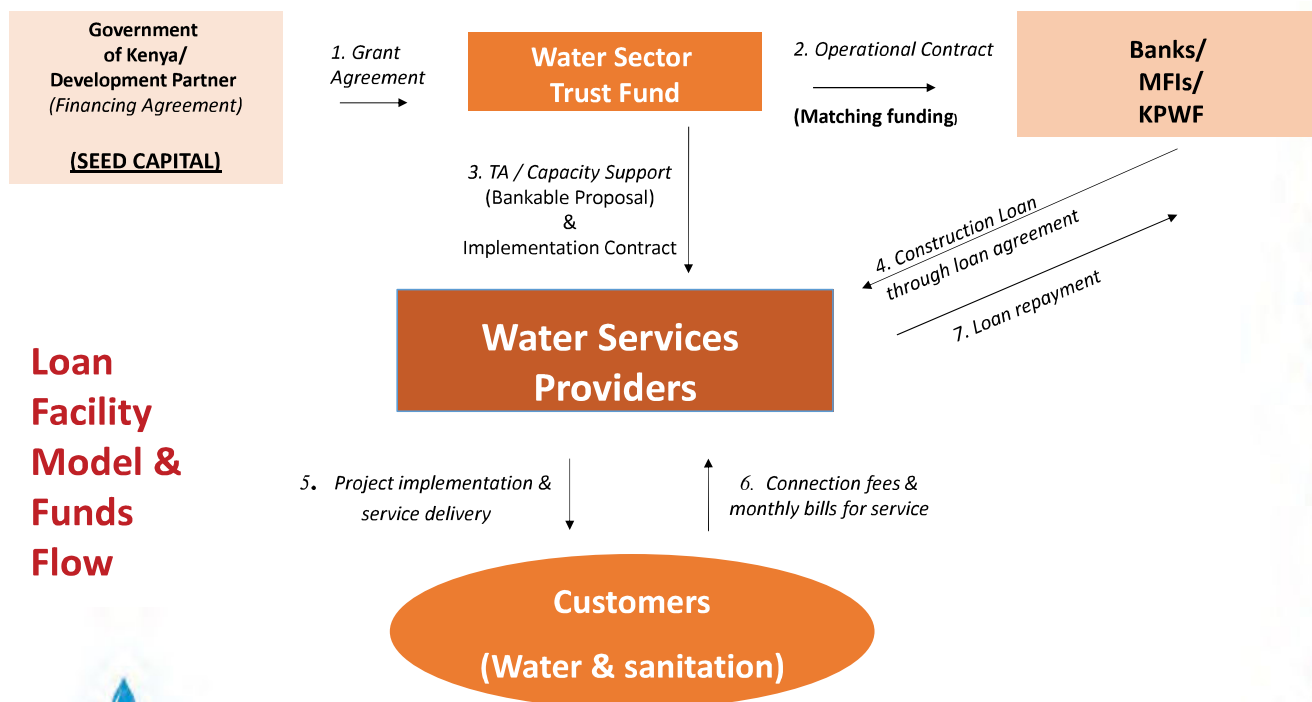 Government
of Kenya/
Development Partner
(Financing Agreement)
(SEED CAPITAL)
1. Grant
Agreement
Water Sector
Trust Fund
2. Operational Contract
(Matching funding)
Banks/
MFIs/
KPWF
3. TA / Capacity Support
(Bankable Proposal)
&
Implementation Contract
4. Construction Loan
through loan agreement
7. Loan repayment
Water Services
Providers
Loan
Facility
Model &
Funds
Flow
5. Project implementation &
service delivery
6. Connection fees &
monthly bills for service
Customers
(Water & sanitation)